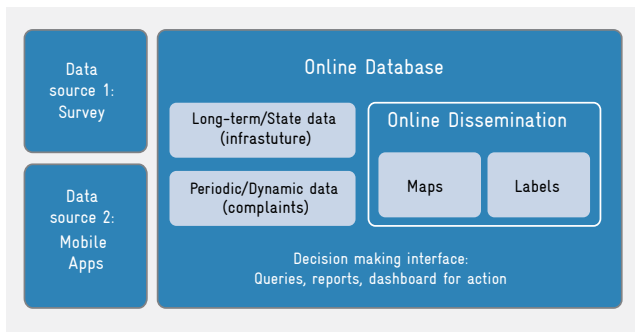 Data
source 1:
Survey
Data
source 2:
Mobile
Apps
Online Database
Long-term/State data
(infrastuture)
Periodic/Dynamic data
(complaints)
Online Dissemination
Maps
Labels
Decision making interface:
Queries, reports, dashboard for action